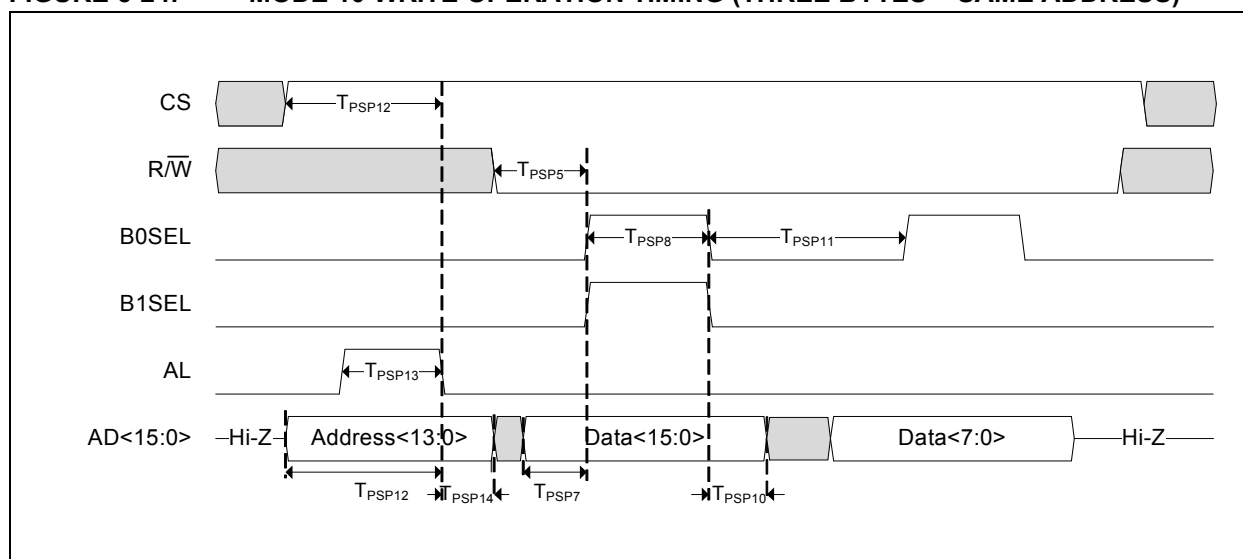 FIGURE
MODE 10 WRITE OPERATION TIMING (THREE BYTES – SAME ADDRESS)
CS
TPSP12
R/W̅
TPSP5
B0SEL
TPSP8
TPSP11
B1SEL
AL
TPSP13
AD<15:0>
Hi-Z
Address<13:0>
Data<15:0>
Data<7:0>
Hi-Z
TPSP12
TPSP14
TPSP7
TPSP10